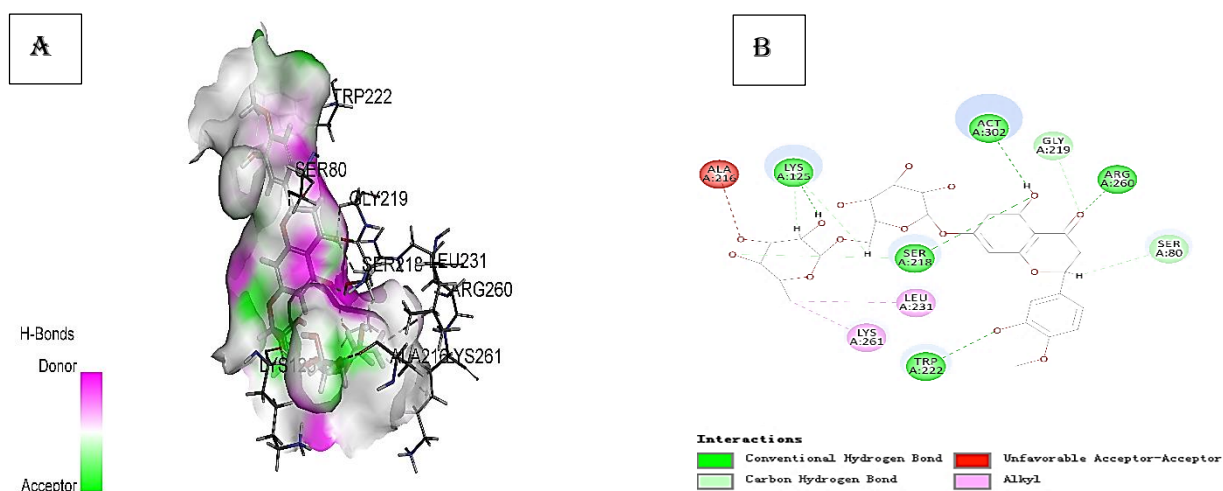 A
TRP222
SER80
GLY219
SER218
LEU231
ARG260
LYS125
ALA216
LYS261
H-Bonds
Donor
Acceptor
B
ACT
A:302
GLY
A:219
ALA
A:216
LYS
A:125
ARG
A:260
H
O
SER
A:218
SER
A:80
LEU
A:231
LYS
A:261
TRP
A:222
Interactions
Conventional Hydrogen Bond
Carbon Hydrogen Bond
Unfavorable Acceptor-Acceptor
Alkyl